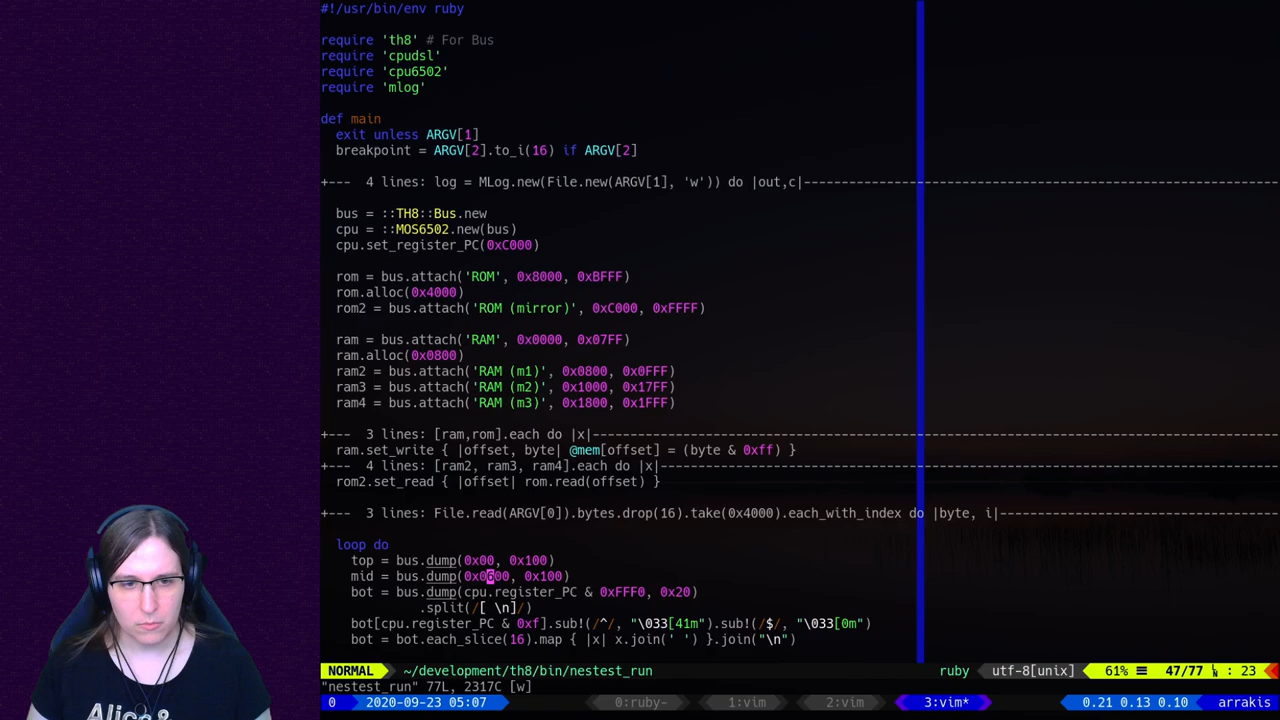 #!/usr/bin/env ruby
require 'th8' # For Bus
require 'cpudsl'
require 'cpu6502'
require 'mlog'
def main
exit unless ARGV[1]
breakpoint = ARGV[2].to_i(16) if ARGV[2]
+--- 4 lines: log = MLog.new(File.new(ARGV[1], 'w')) do |out,c|----------------------------------------------------------------
bus = ::TH8::Bus.new
cpu = ::MOS6502.new(bus)
cpu.set_register_PC(0xC000)
rom = bus.attach('ROM', 0x8000, 0xBFFF)
rom.alloc(0x4000)
rom2 = bus.attach('ROM (mirror)', 0xC000, 0xFFFF)
ram = bus.attach('RAM', 0x0000, 0x07FF)
ram.alloc(0x0800)
ram2 = bus.attach('RAM (m1)', 0x0800, 0x0FFF)
ram3 = bus.attach('RAM (m2)', 0x1000, 0x17FF)
ram4 = bus.attach('RAM (m3)', 0x1800, 0x1FFF)
+--- 3 lines: [ram,rom].each do |x|--------------------------------------------------------------------------------------------
ram.set_write { |offset, byte| @mem[offset] = (byte & 0xff) }
+--- 4 lines: [ram2, ram3, ram4].each do |x|-----------------------------------------------------------------------------------
rom2.set_read { |offset| rom.read(offset) }
+--- 3 lines: File.read(ARGV[0]).bytes.drop(16).take(0x4000).each_with_index do |byte, i|--------------------------------------
loop do
top = bus.dump(0x00, 0x100)
mid = bus.dump(0x0600, 0x100)
bot = bus.dump(cpu.register_PC & 0xFFF0, 0x20)
.split(/[ \n]/)
bot[cpu.register_PC & 0xf].sub!(/^/, "\033[41m").sub!(/$/, "\033[0m")
bot = bot.each_slice(16).map { |x| x.join(' ') }.join("\n")
NORMAL ~/development/th8/bin/nestest_run ruby utf-8[unix] 61% ☰ 47/77 ㏑ : 23
"nestest_run" 77L, 2317C [w]
0 2020-09-23 05:07 0:ruby- 1:vim 2:vim 3:vim* 0.21 0.13 0.10 arrakis
Alice &